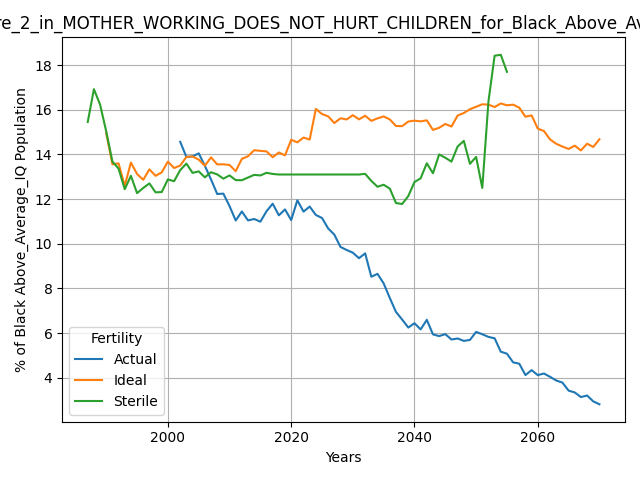 re_2_in_MOTHER_WORKING_DOES_NOT_HURT_CHILDREN_for_Black_Above_Av
% of Black Above_Average_IQ Population
18
16
14
12
10
8
6
4
Fertility
Actual
Ideal
Sterile
2000 2020 2040 2060
Years